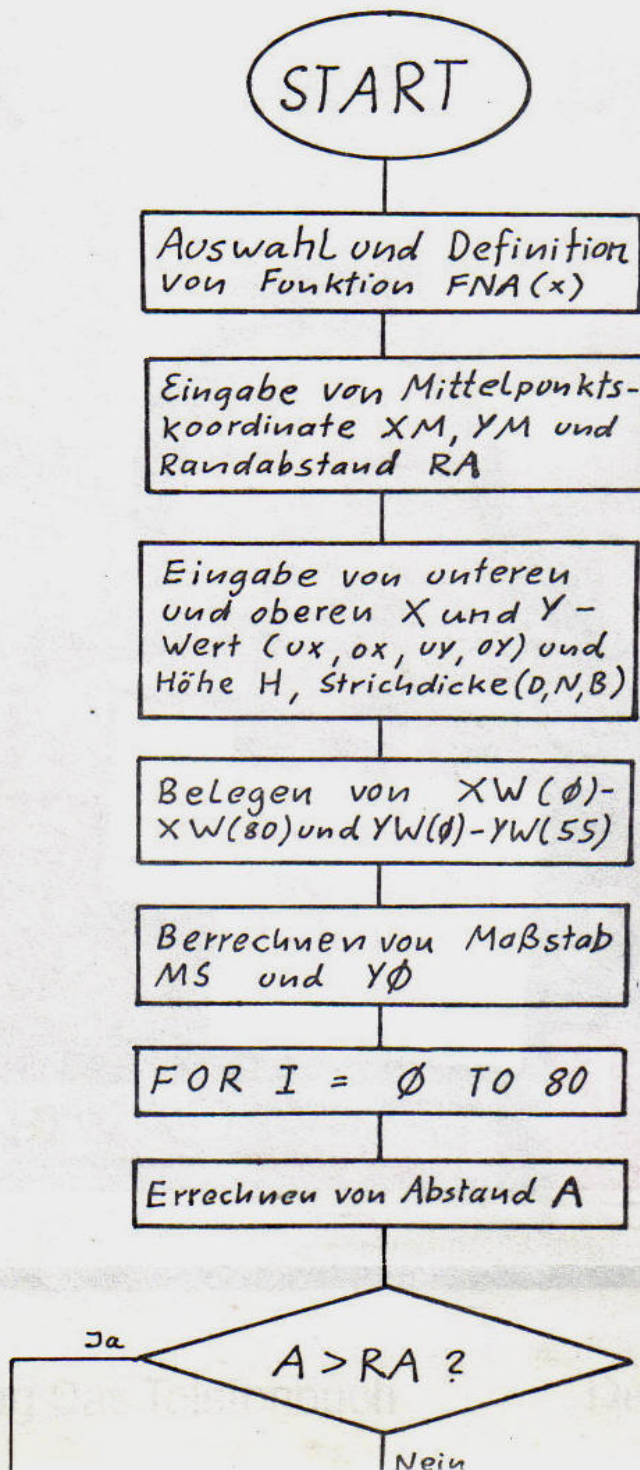 START
Auswahl und Definition
von Funktion FNA(x)
Eingabe von Mittelpunkts-
koordinate XM, YM und
Randabstand RA
Eingabe von unteren
und oberen X und Y-
Wert (ux, ox, uy, oy) und
Höhe H, Strichdicke(D,N,B)
Belegen von XW(ø)-
XW(80) und YW(ø)-YW(55)
Berrechnen von Maßstab
MS und YØ
FOR I = Ø TO 80
Errechnen von Abstand A
A > RA ?
Ja
Nein